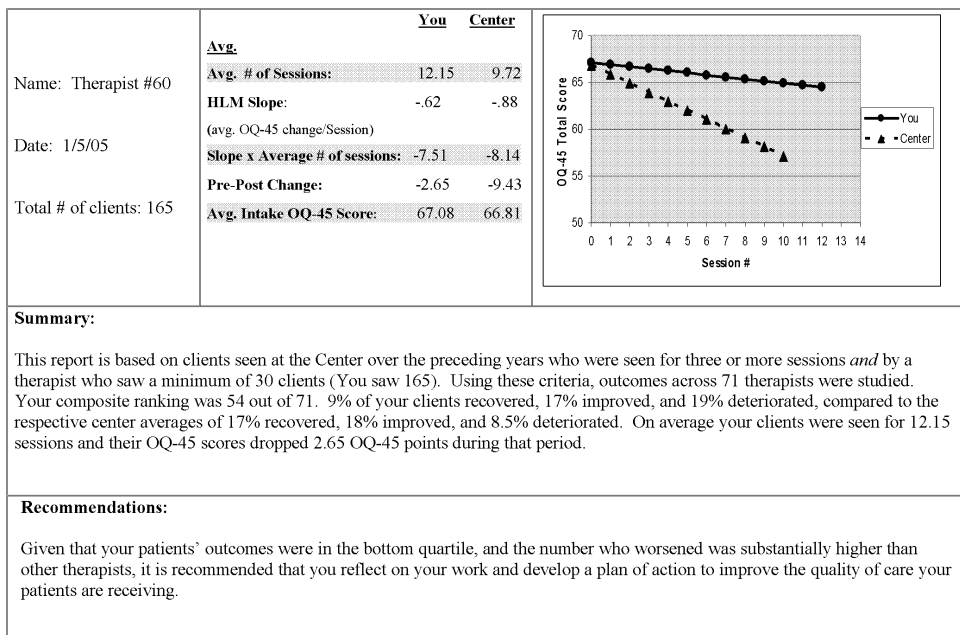 Name: Therapist #60
Date: 1/5/05
Total # of clients: 165
You Center
Avg.
Avg. # of Sessions: 12.15 9.72
HLM Slope: -.62 -.88
(avg. OQ-45 change/Session)
Slope x Average # of sessions: -7.51 -8.14
Pre-Post Change: -2.65 -9.43
Avg. Intake OQ-45 Score: 67.08 66.81
70
65
60
55
50
OQ-45 Total Score
0 1 2 3 4 5 6 7 8 9 10 11 12 13 14
Session #
You
Center
Summary:
This report is based on clients seen at the Center over the preceding years who were seen for three or more sessions and by a
therapist who saw a minimum of 30 clients (You saw 165). Using these criteria, outcomes across 71 therapists were studied.
Your composite ranking was 54 out of 71. 9% of your clients recovered, 17% improved, and 19% deteriorated, compared to the
respective center averages of 17% recovered, 18% improved, and 8.5% deteriorated. On average your clients were seen for 12.15
sessions and their OQ-45 scores dropped 2.65 OQ-45 points during that period.
Recommendations:
Given that your patients’ outcomes were in the bottom quartile, and the number who worsened was substantially higher than
other therapists, it is recommended that you reflect on your work and develop a plan of action to improve the quality of care your
patients are receiving.